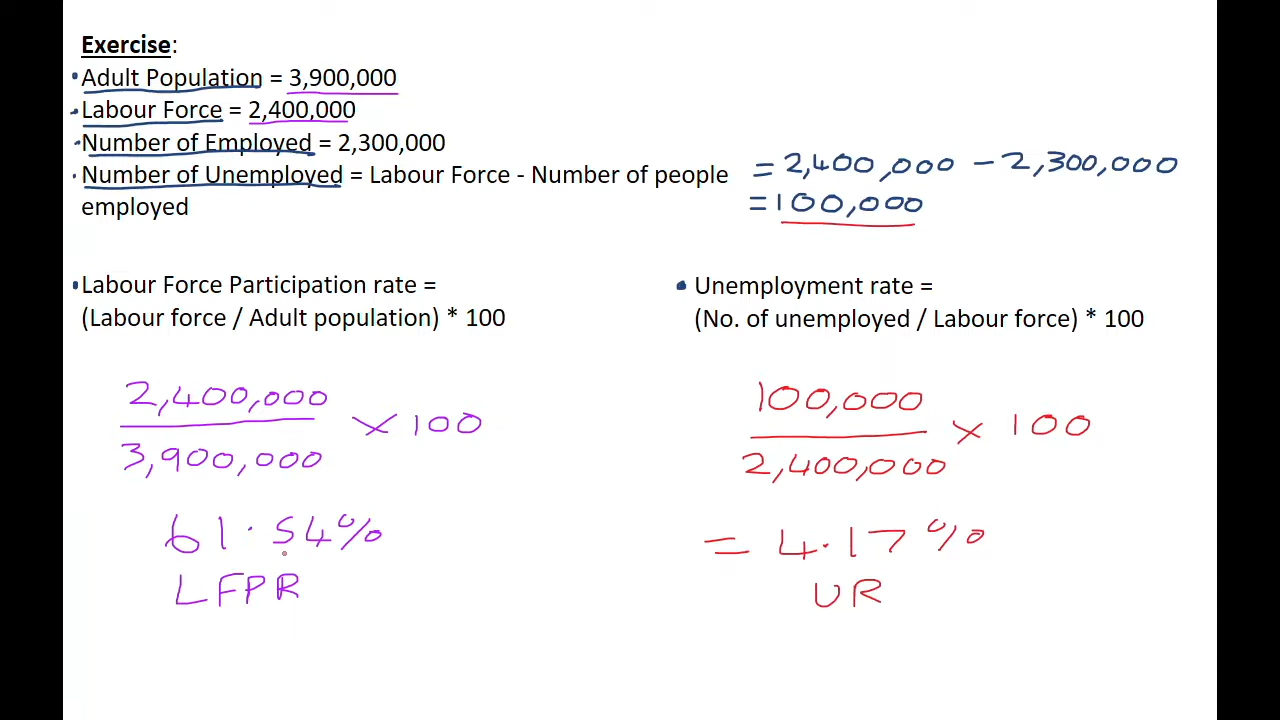 Exercise:
•Adult Population = 3,900,000
•Labour Force = 2,400,000
•Number of Employed = 2,300,000
•Number of Unemployed = Labour Force - Number of people
employed
= 2,400,000 - 2,300,000
= 100,000
•Labour Force Participation rate =
(Labour force / Adult population) * 100
2,400,000
3,900,000
× 100
61.54%
LFPR
• Unemployment rate =
(No. of unemployed / Labour force) * 100
100,000
2,400,000
× 100
= 4.17%
UR